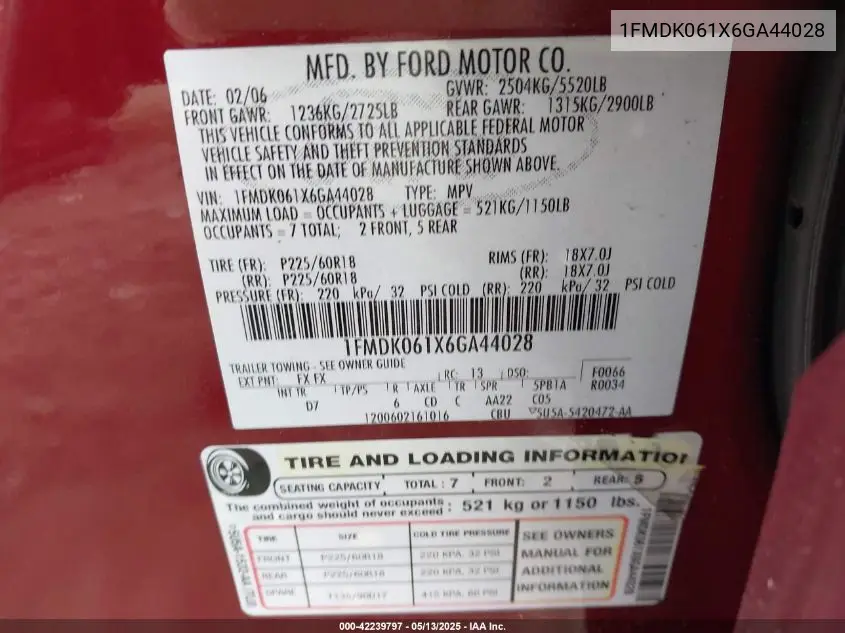 1FMDK061X6GA44028
MFD. BY FORD MOTOR CO.
DATE: 02/06 GVWR: 2504KG/5520LB
FRONT GAWR: 1236KG/2725LB REAR GAWR: 1315KG/2900LB
THIS VEHICLE CONFORMS TO ALL APPLICABLE FEDERAL MOTOR
VEHICLE SAFETY AND THEFT PREVENTION STANDARDS
IN EFFECT ON THE DATE OF MANUFACTURE SHOWN ABOVE.
VIN: 1FMDK061X6GA44028 TYPE: MPV
MAXIMUM LOAD = OCCUPANTS + LUGGAGE = 521KG/1150LB
OCCUPANTS = 7 TOTAL; 2 FRONT, 5 REAR
TIRE (FR): P225/60R18 RIMS (FR): 18X7.0J
(RR): P225/60R18 (RR): 18X7.0J
PRESSURE (FR): 220 kPa/ 32 PSI COLD (RR): 220 kPa/ 32 PSI COLD
1FMDK061X6GA44028
TRAILER TOWING - SEE OWNER GUIDE
EXT PNT: FX FX RC: 13 DSO: F0066
INT TR TP/PS R AXLE TR SPR 5PB1A R0034
D7 6 CD C AA22 C05
1200602161016 CBU 5U5A-5420472-AA
TIRE AND LOADING INFORMATION
SEATING CAPACITY TOTAL : 7 FRONT: 2 REAR: 5
The combined weight of occupants and cargo should never exceed : 521 kg or 1150 lbs.
TIRE SIZE COLD TIRE PRESSURE
FRONT P225/60R18 220 KPA, 32 PSI
REAR P225/60R18 220 KPA, 32 PSI
SPARE T135/90D17 415 KPA, 60 PSI
SEE OWNERS
MANUAL FOR
ADDITIONAL
INFORMATION
000-42239797 - 05/13/2025 - IAA Inc.